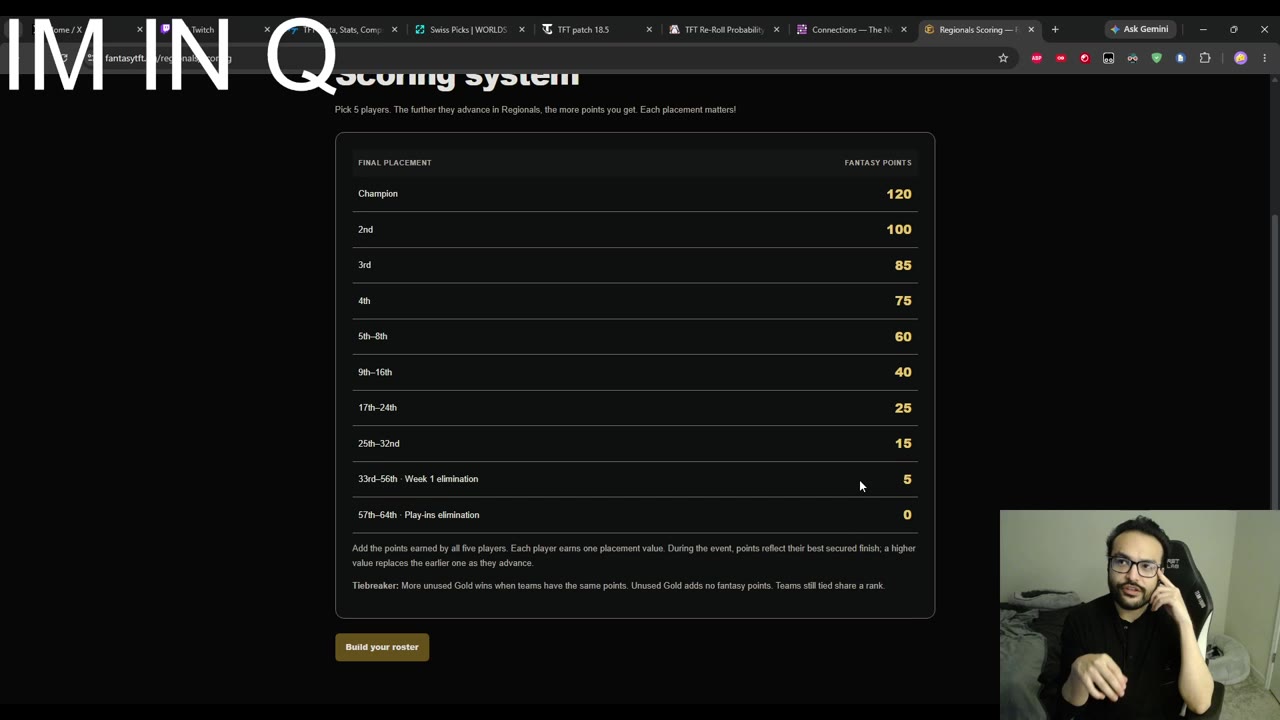 IM IN Q
ome / X
Twitch
Stats, Comp
Swiss Picks | WORLDS
TFT patch 18.5
TFT Re-Roll Probability
Connections — The N
Regionals Scoring —
Ask Gemini
Scoring system
Pick 5 players. The further they advance in Regionals, the more points you get. Each placement matters!
FINAL PLACEMENT FANTASY POINTS
Champion 120
2nd 100
3rd 85
4th 75
5th–8th 60
9th–16th 40
17th–24th 25
25th–32nd 15
33rd–56th · Week 1 elimination 5
57th–64th · Play-ins elimination 0
Add the points earned by all five players. Each player earns one placement value. During the event, points reflect their best secured finish; a higher
value replaces the earlier one as they advance.
Tiebreaker: More unused Gold wins when teams have the same points. Unused Gold adds no fantasy points. Teams still tied share a rank.
Build your roster